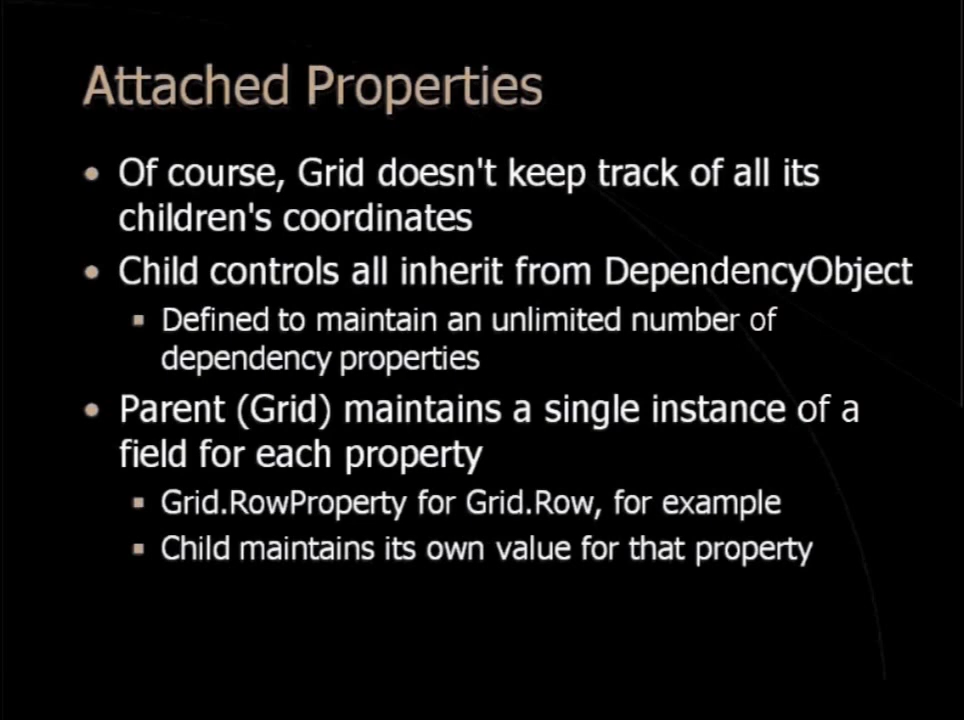 Attached Properties
• Of course, Grid doesn't keep track of all its
children's coordinates
• Child controls all inherit from DependencyObject
▪ Defined to maintain an unlimited number of
dependency properties
• Parent (Grid) maintains a single instance of a
field for each property
▪ Grid.RowProperty for Grid.Row, for example
▪ Child maintains its own value for that property